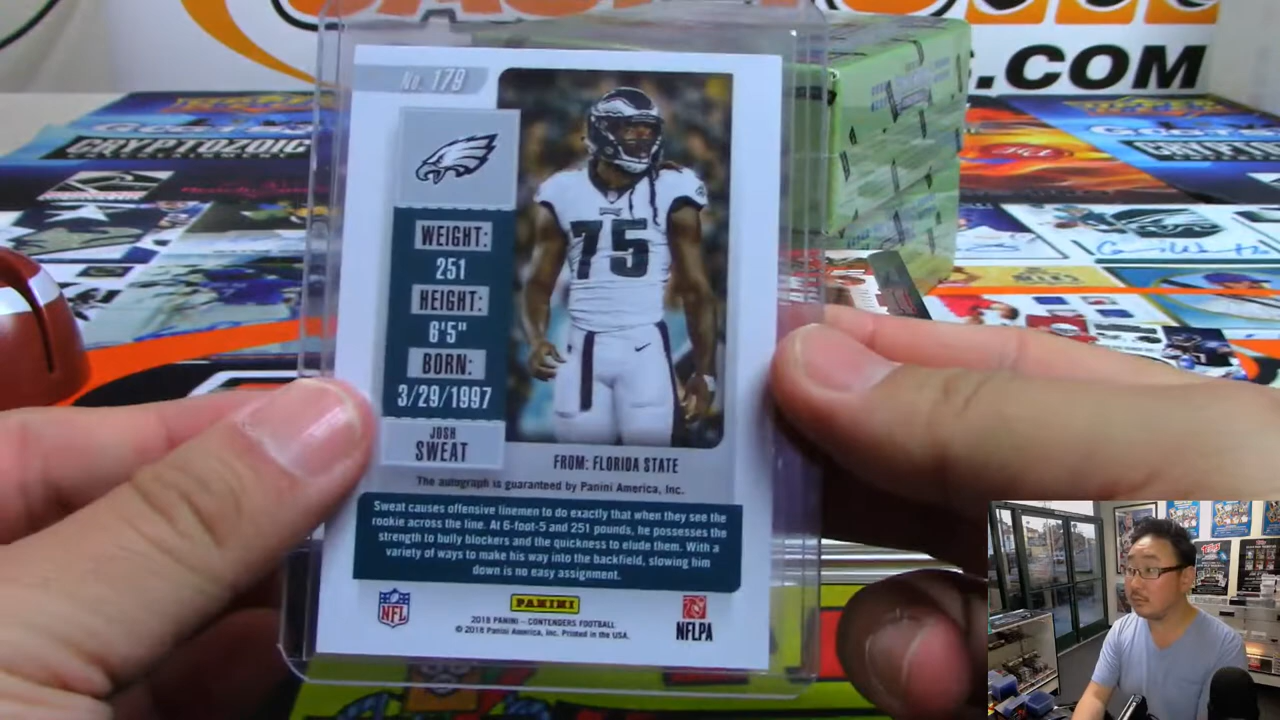 .COM
CRYPTOZOIC
ENTERTAINMENT
No. 179
WEIGHT:
251
HEIGHT:
6'5"
BORN:
3/29/1997
JOSH
SWEAT
75
FROM: FLORIDA STATE
The autograph is guaranteed by Panini America, Inc.
Sweat causes offensive linemen to do exactly that when they see the
rookie across the line. At 6-foot-5 and 251 pounds, he possesses the
strength to bully blockers and the quickness to elude them. With a
variety of ways to make his way into the backfield, slowing him
down is no easy assignment.
NFL
PANINI
2018 PANINI – CONTENDERS FOOTBALL
© 2018 Panini America, Inc. Printed in the USA.
NFLPA